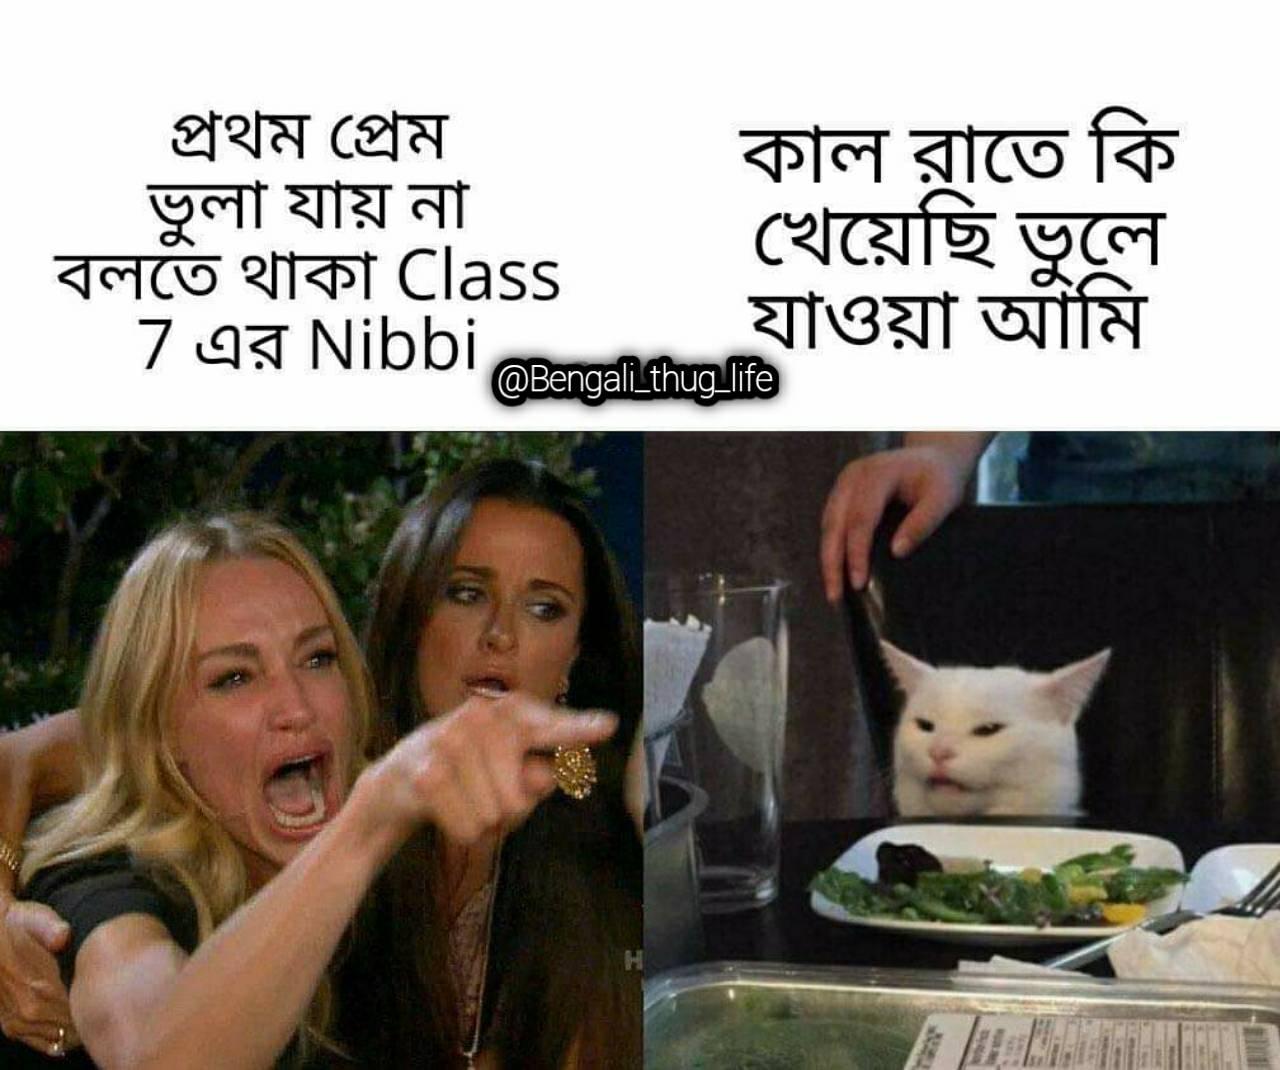 প্রথম প্রেম
ভুলা যায় না
বলতে থাকা Class
7 এর Nibbi
কাল রাতে কি
খেয়েছি ভুলে
যাওয়া আমি
@Bengali_thug_life